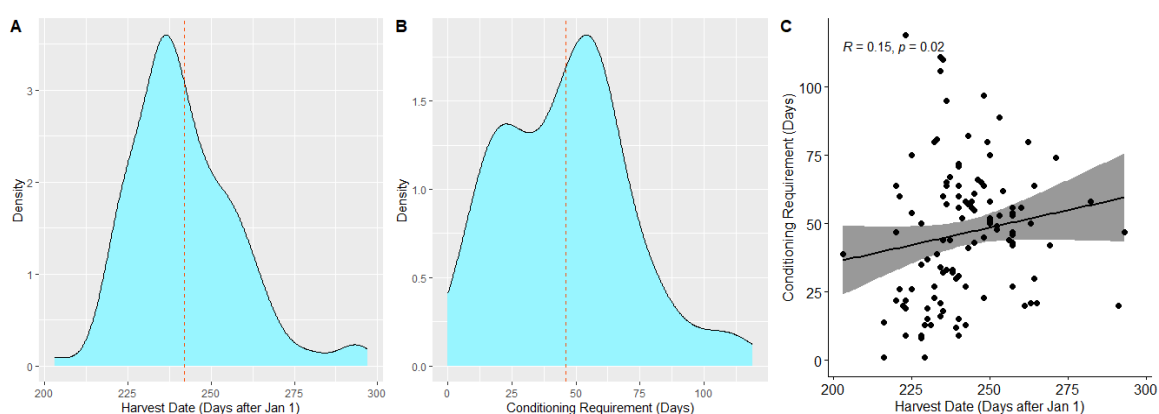 A
Density
3
2
1
0
200
225
250
275
300
Harvest Date (Days after Jan 1)
B
Density
1.5
1.0
0.5
0.0
0
25
50
75
100
Conditioning Requirement (Days)
C
R = 0.15, p = 0.02
Conditioning Requirement (Days)
100
75
50
25
0
225
250
275
300
Harvest Date (Days after Jan 1)